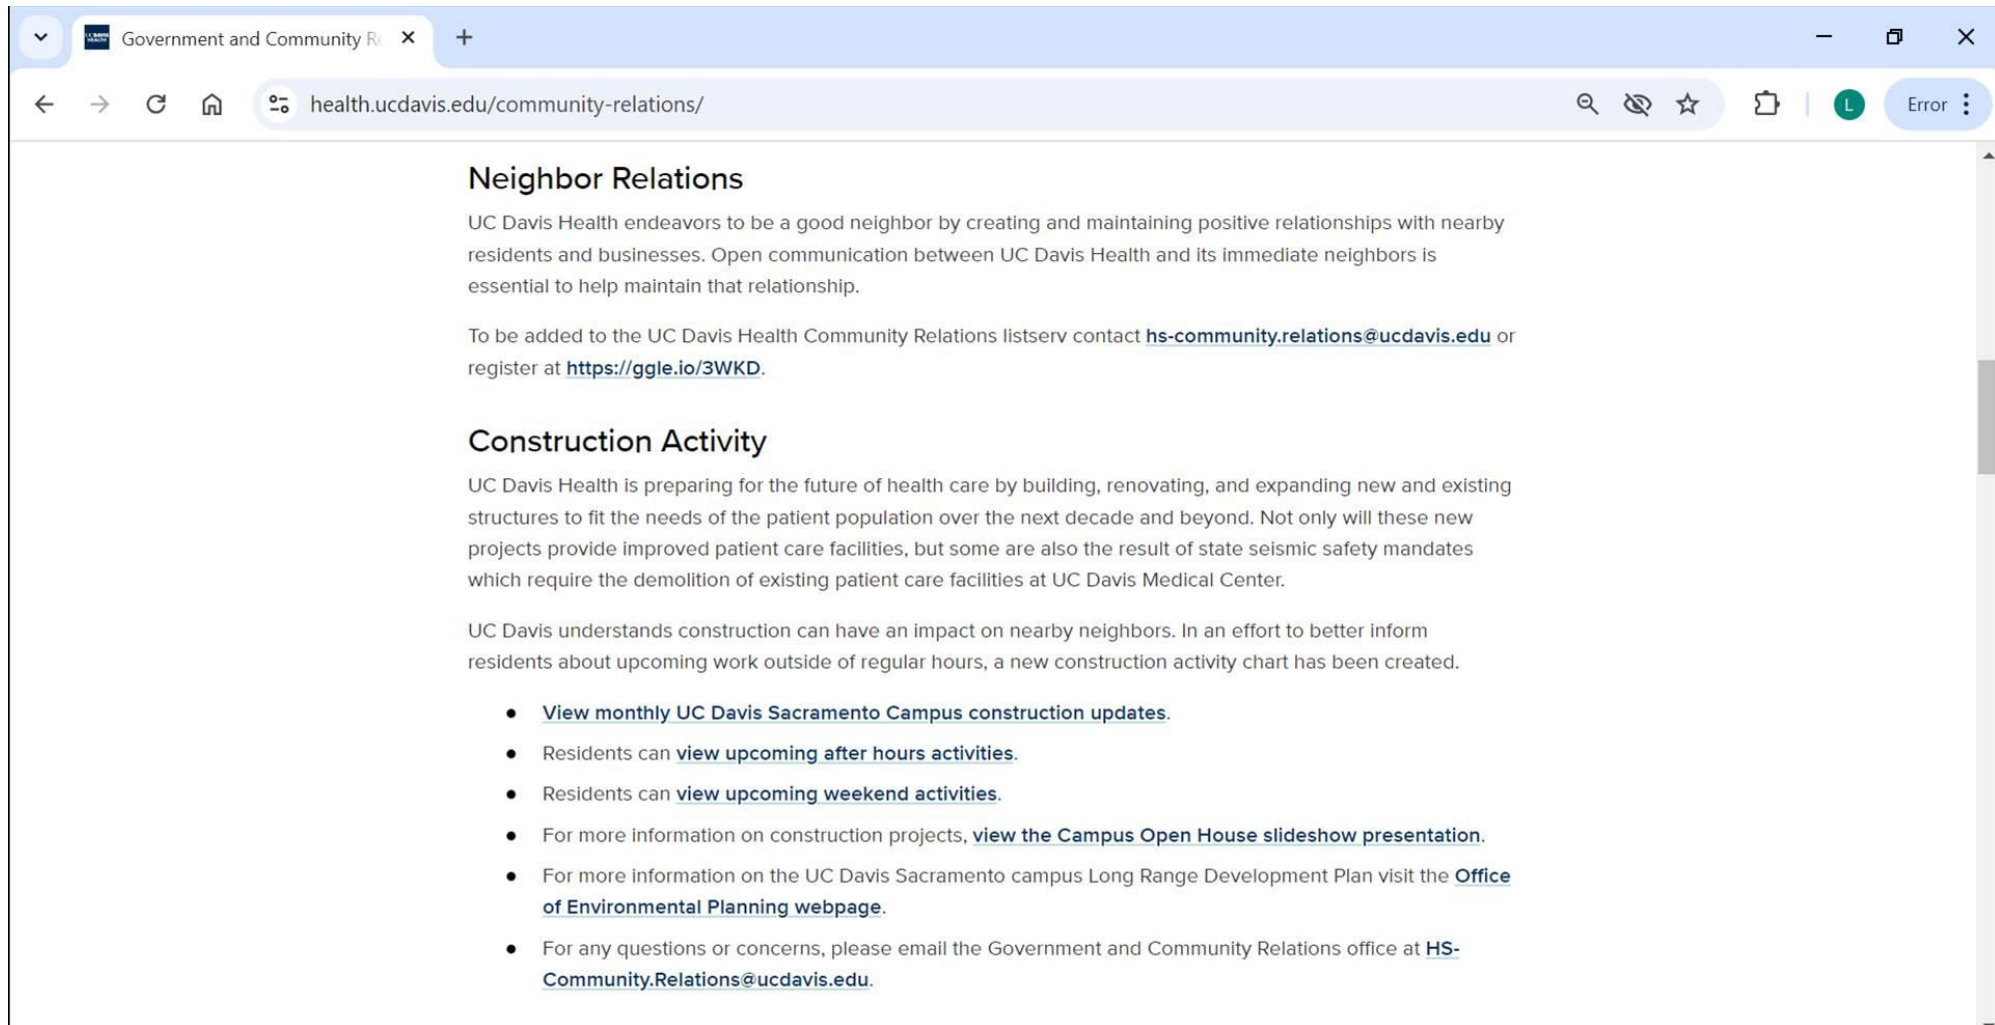 Government and Community Re
health.ucdavis.edu/community-relations/
L
Error
Neighbor Relations
UC Davis Health endeavors to be a good neighbor by creating and maintaining positive relationships with nearby
residents and businesses. Open communication between UC Davis Health and its immediate neighbors is
essential to help maintain that relationship.
To be added to the UC Davis Health Community Relations listserv contact hs-community.relations@ucdavis.edu or
register at https://ggle.io/3WKD.
Construction Activity
UC Davis Health is preparing for the future of health care by building, renovating, and expanding new and existing
structures to fit the needs of the patient population over the next decade and beyond. Not only will these new
projects provide improved patient care facilities, but some are also the result of state seismic safety mandates
which require the demolition of existing patient care facilities at UC Davis Medical Center.
UC Davis understands construction can have an impact on nearby neighbors. In an effort to better inform
residents about upcoming work outside of regular hours, a new construction activity chart has been created.
● View monthly UC Davis Sacramento Campus construction updates.
● Residents can view upcoming after hours activities.
● Residents can view upcoming weekend activities.
● For more information on construction projects, view the Campus Open House slideshow presentation.
● For more information on the UC Davis Sacramento campus Long Range Development Plan visit the Office
of Environmental Planning webpage.
● For any questions or concerns, please email the Government and Community Relations office at HS-
Community.Relations@ucdavis.edu.